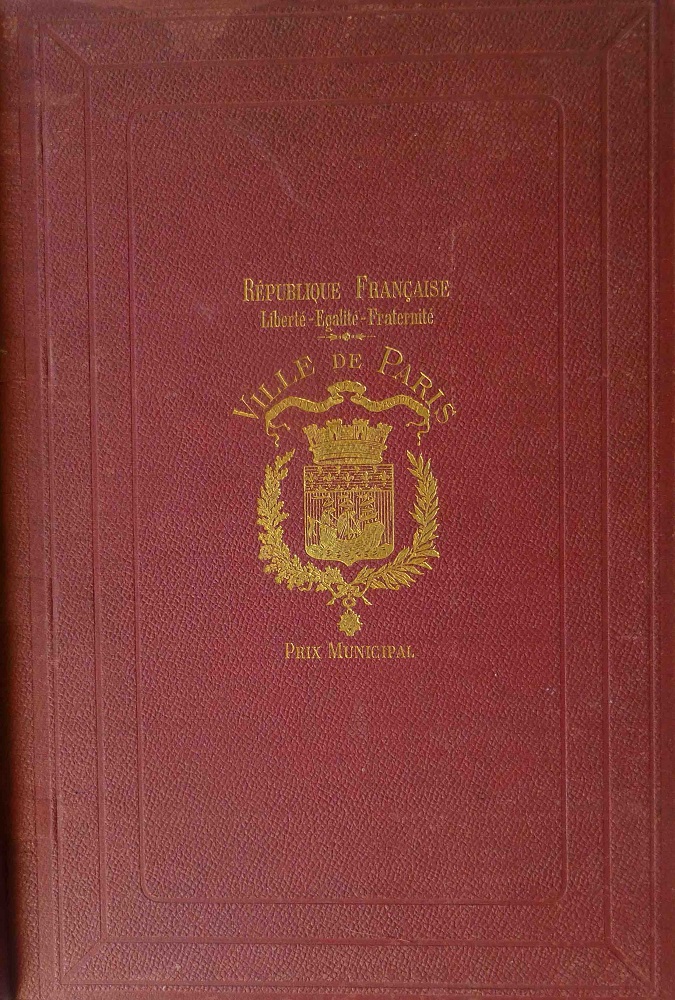 RÉPUBLIQUE FRANÇAISE
Liberté-Egalité-Fraternité
VILLE DE PARIS
PRIX MUNICIPAL